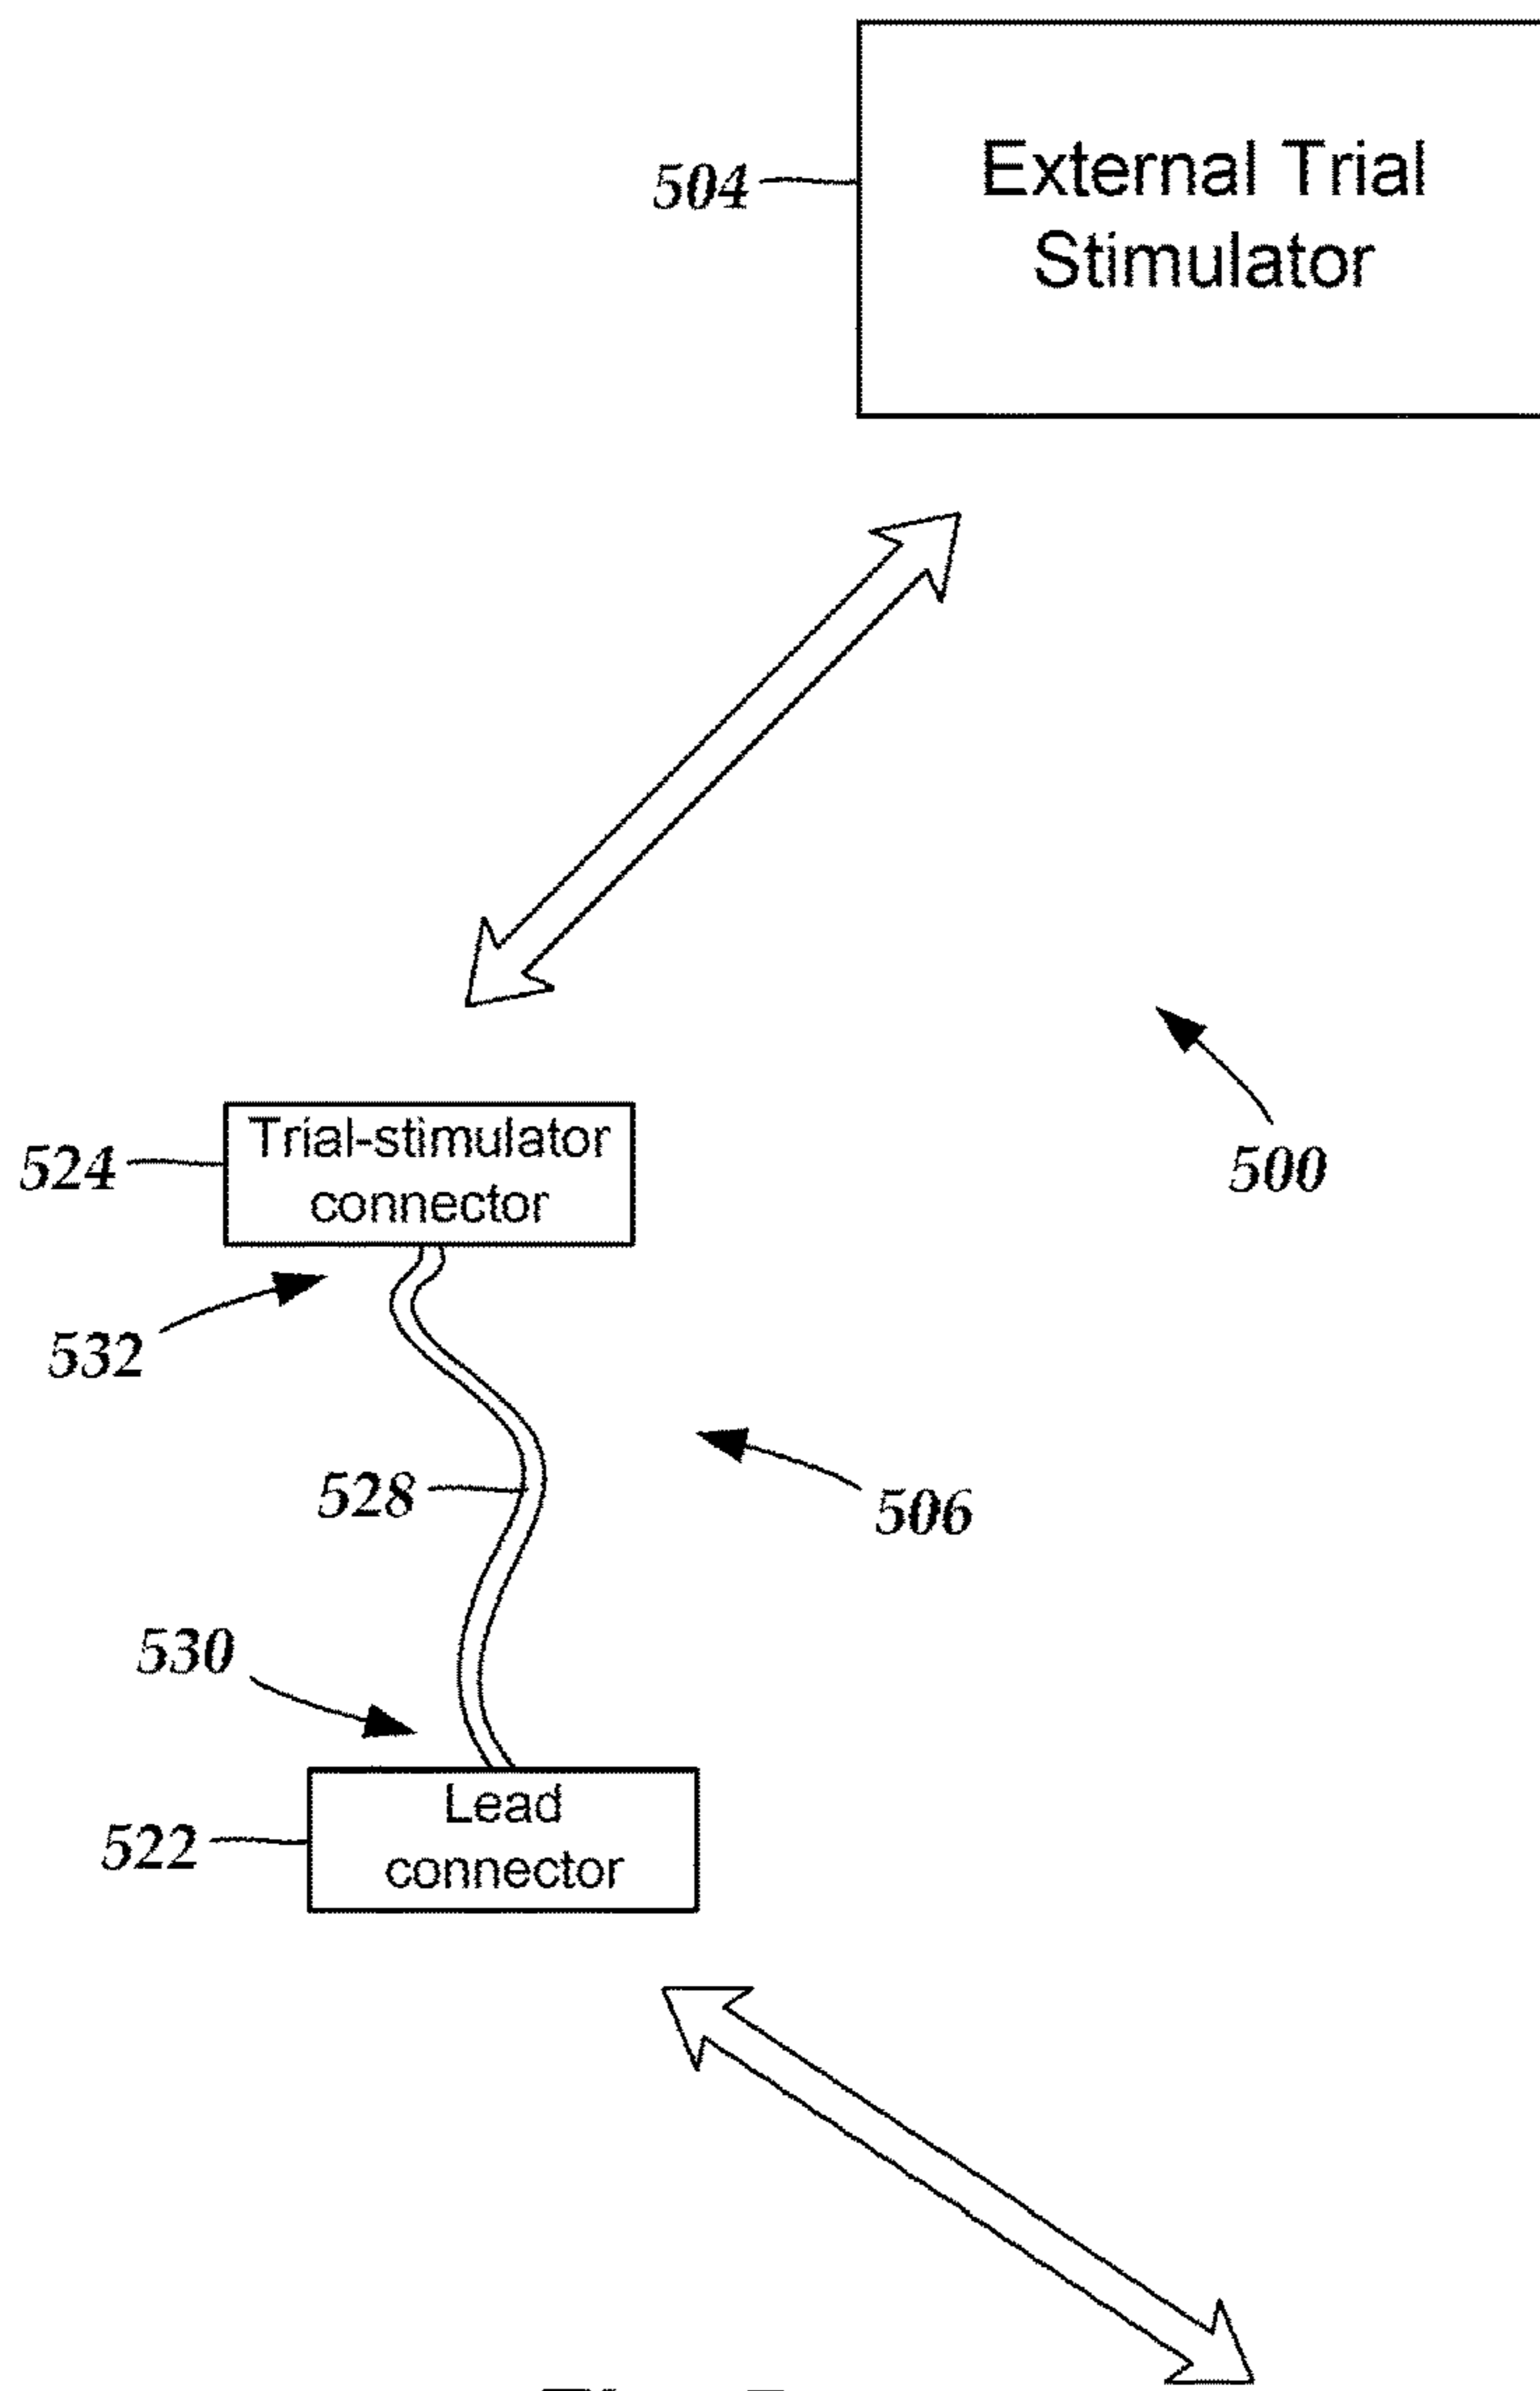 504
External Trial
Stimulator
524
Trial-stimulator
connector
500
532
528
506
530
522
Lead
connector